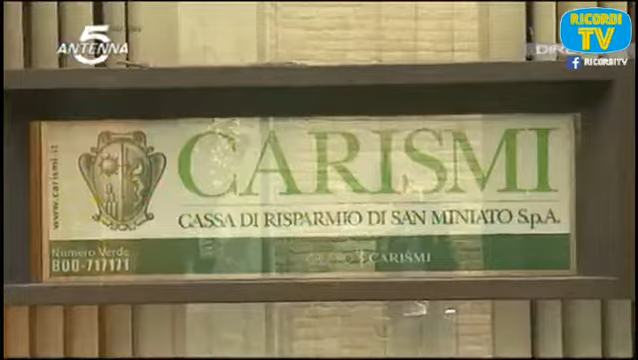 5
ANTENNA
RICORDI
TV
RICORDITV
www.carismi.it
CARISMI
CASSA DI RISPARMIO DI SAN MINIATO S.p.A.
Numero Verde
800-717171
CARISMI